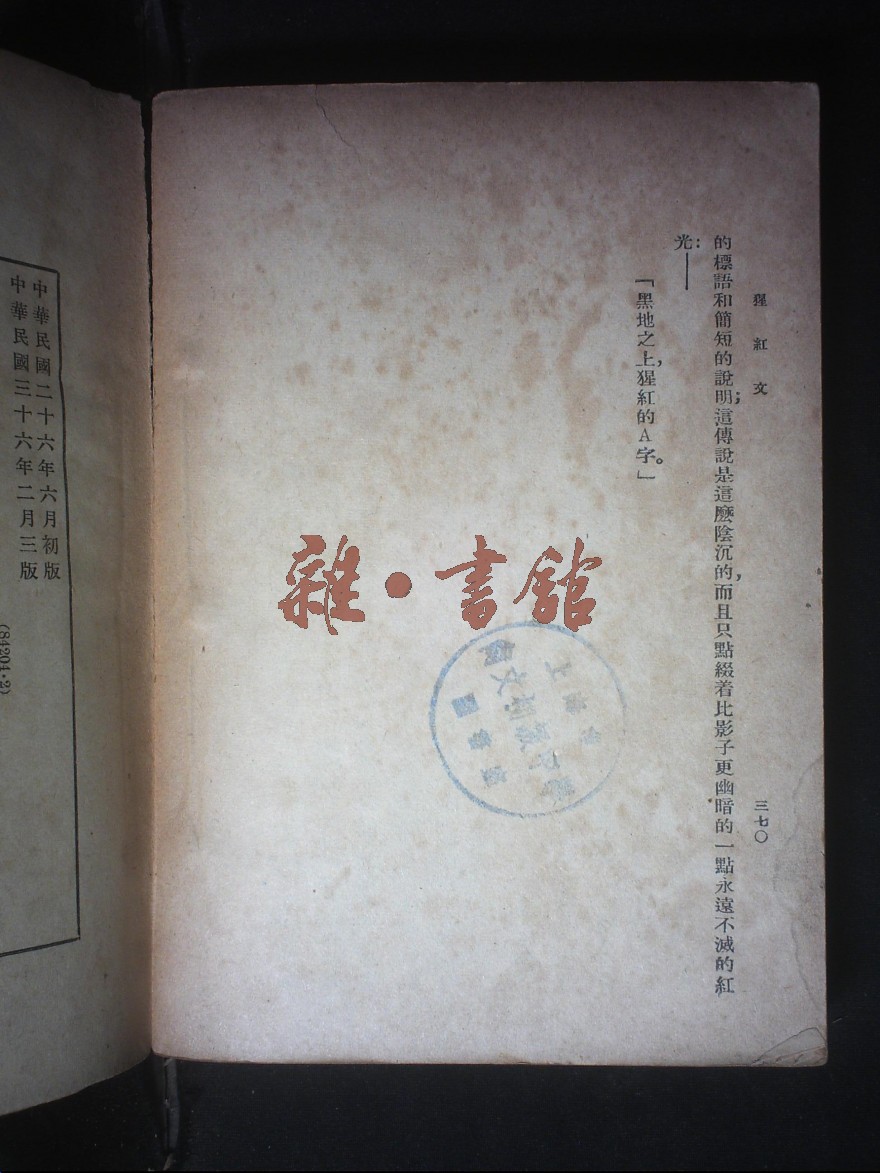 猩紅文
三七〇
的標語和簡短的說明；這傳說是這麼陰沉的，而且只點綴着比影子更幽暗的一點永遠不滅的紅
光：——
「黑地之上，猩紅的A字。」
雜•書館
中華民國二十六年六月初版
中華民國三十六年二月三版
(84204·2)